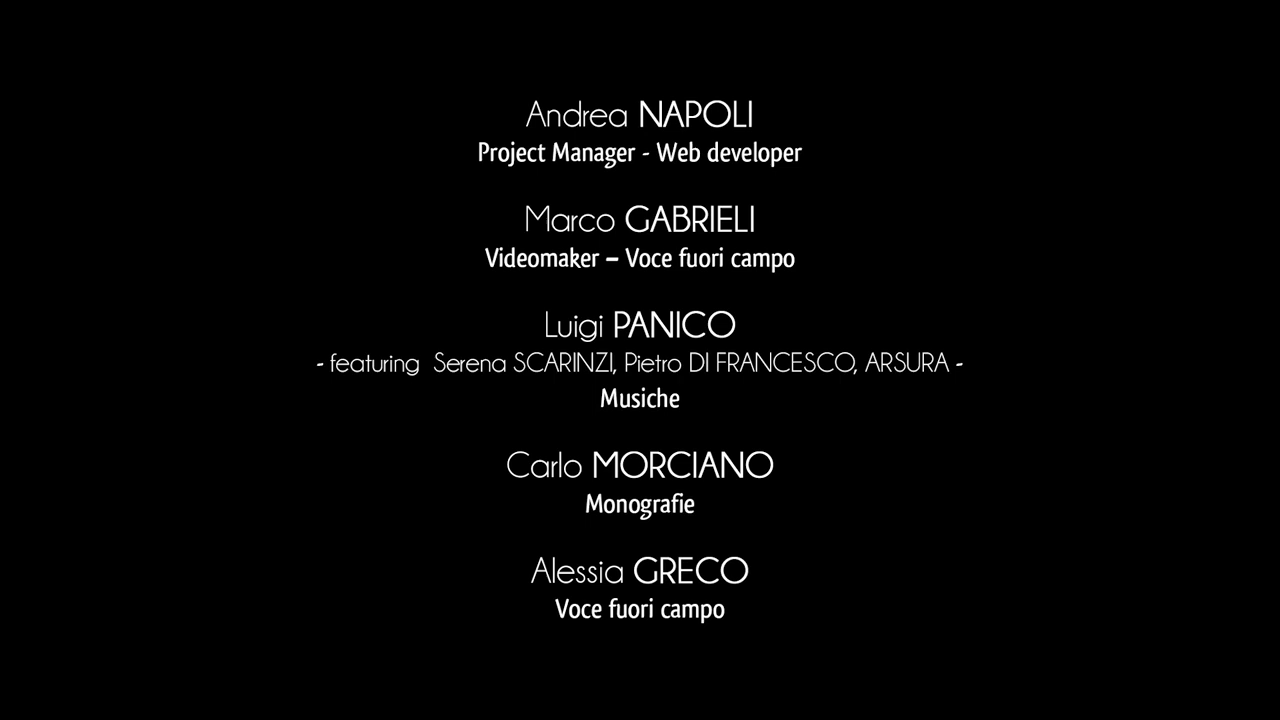 Andrea NAPOLI
Project Manager - Web developer
Marco GABRIELI
Videomaker – Voce fuori campo
Luigi PANICO
- featuring  Serena SCARINZI, Pietro DI FRANCESCO, ARSURA -
Musiche
Carlo MORCIANO
Monografie
Alessia GRECO
Voce fuori campo